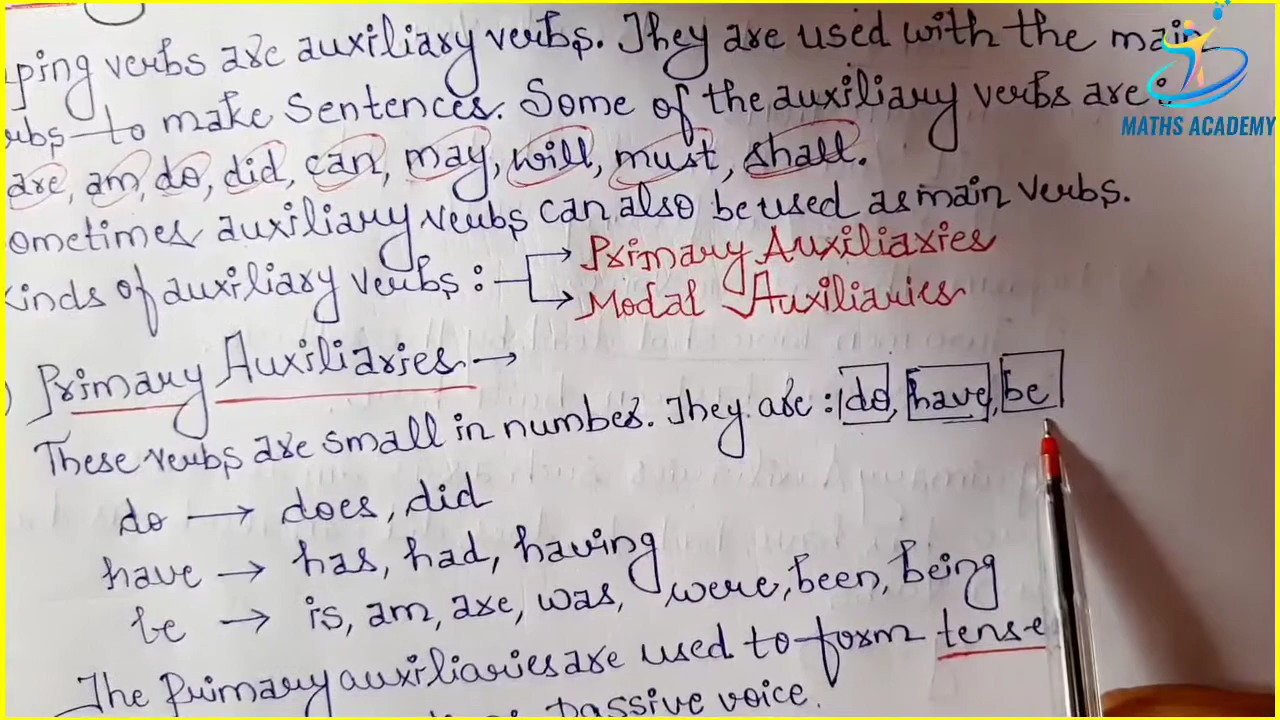 ping verbs are auxiliary verbs. They are used with the main
to make sentences. Some of the auxiliary verbs are :
are, am, do, did, can, may, will, must, shall.
ometimes auxiliary verbs can also be used as main verbs.
Kinds of auxiliary verbs : Primary Auxiliaries
Modal Auxiliaries
Primary Auxiliaries →
These verbs are small in number. They are : do, have, be
do → does, did
have → has, had, having
be → is, am, are, was, were, been, being
The Primary auxiliaries are used to form tense
passive voice.
MATHS ACADEMY